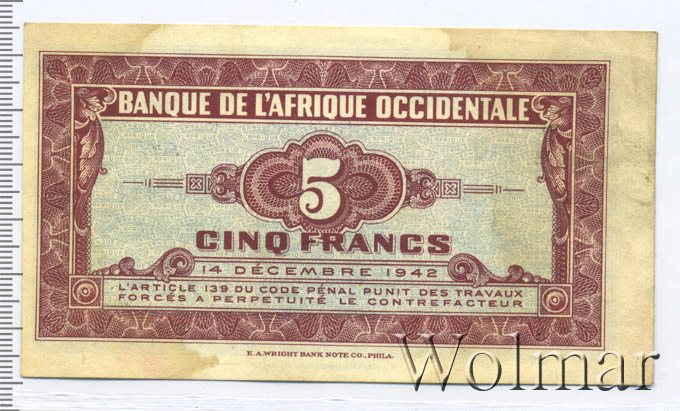 BANQUE DE L'AFRIQUE OCCIDENTALE
5
CINQ FRANCS
14 DÉCEMBRE 1942
L'ARTICLE 139 DU CODE PÉNAL PUNIT DES TRAVAUX
FORCÉS A PERPETUITÉ LE CONTREFACTEUR
E.A.WRIGHT BANK NOTE CO., PHILA.
Wolmar